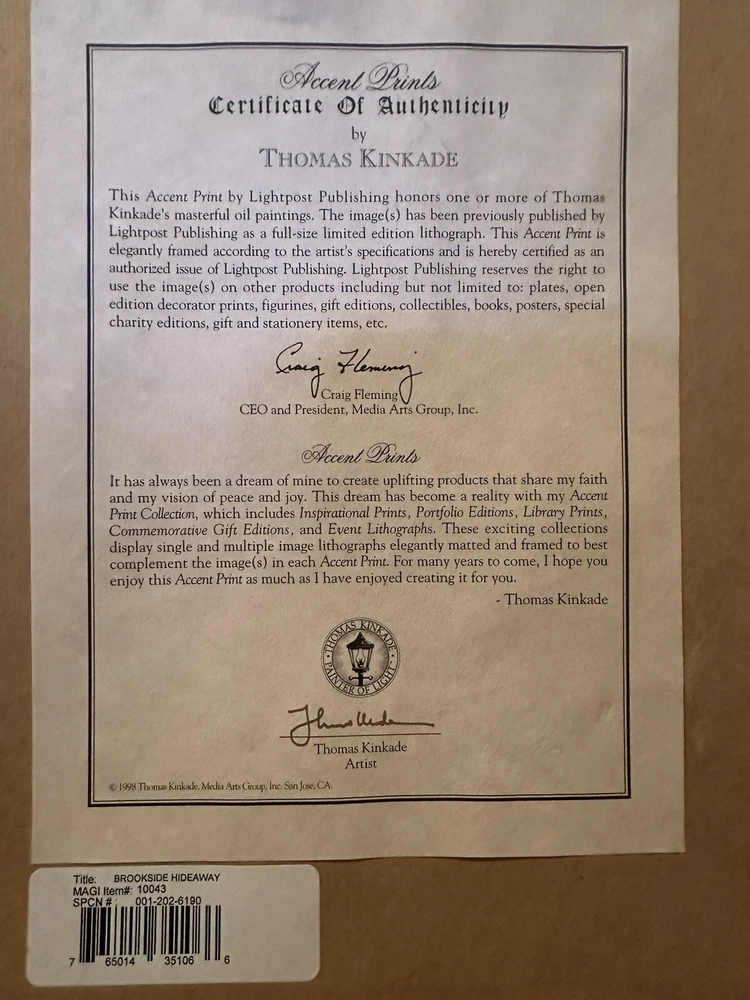 Accent Prints
Certificate Of Authenticity
by
THOMAS KINKADE
This Accent Print by Lightpost Publishing honors one or more of Thomas
Kinkade's masterful oil paintings. The image(s) has been previously published by
Lightpost Publishing as a full-size limited edition lithograph. This Accent Print is
elegantly framed according to the artist's specifications and is hereby certified as an
authorized issue of Lightpost Publishing. Lightpost Publishing reserves the right to
use the image(s) on other products including but not limited to: plates, open
edition decorator prints, figurines, gift editions, collectibles, books, posters, special
charity editions, gift and stationery items, etc.
Craig Fleming
Craig Fleming
CEO and President, Media Arts Group, Inc.
Accent Prints
It has always been a dream of mine to create uplifting products that share my faith
and my vision of peace and joy. This dream has become a reality with my Accent
Print Collection, which includes Inspirational Prints, Portfolio Editions, Library Prints,
Commemorative Gift Editions, and Event Lithographs. These exciting collections
display single and multiple image lithographs elegantly matted and framed to best
complement the image(s) in each Accent Print. For many years to come, I hope you
enjoy this Accent Print as much as I have enjoyed creating it for you.
- Thomas Kinkade
THOMAS KINKADE
PAINTER OF LIGHT
Thomas Kinkade
Artist
© 1998 Thomas Kinkade, Media Arts Group, Inc. San Jose, CA.
Title: BROOKSIDE HIDEAWAY
MAGI Item#: 10043
SPCN #: 001-202-6190
7 65014 35106 6